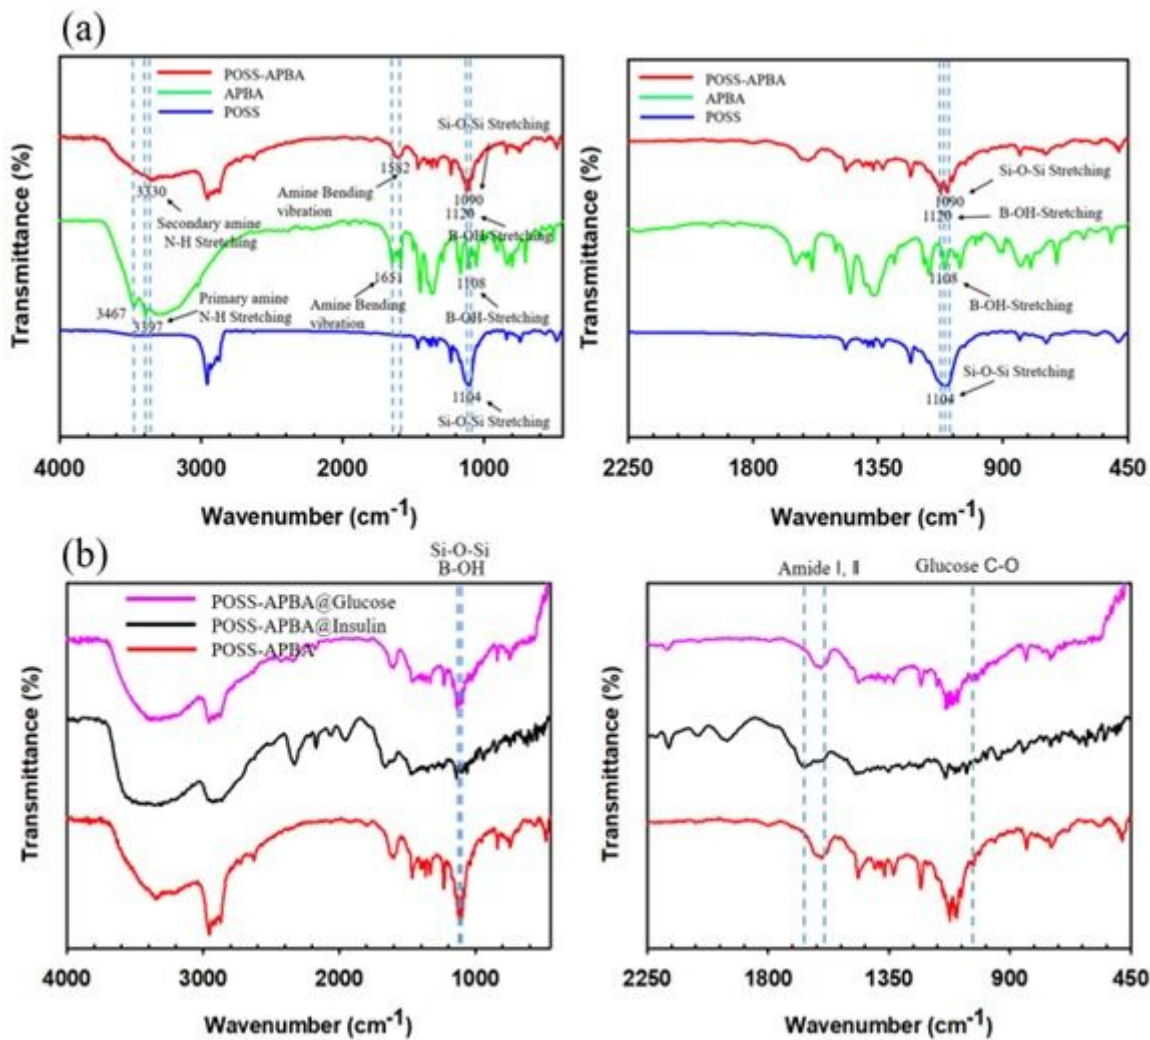 (a)
POSS-APBA
APBA
POSS
Si-O-Si Stretching
1582
3330
Amine Bending
vibration
1090
1120
Secondary amine
N-H Stretching
B-OH-Stretching
1651
1108
3467
3397
Primary amine
N-H Stretching
Amine Bending
vibration
B-OH-Stretching
1104
Si-O-Si Stretching
Transmittance (%)
4000 3000 2000 1000
Wavenumber (cm-1)
POSS-APBA
APBA
POSS
Si-O-Si Stretching
1090
1120
B-OH-Stretching
1108
B-OH-Stretching
Si-O-Si Stretching
1104
Transmittance (%)
2250 1800 1350 900 450
Wavenumber (cm-1)
(b)
Si-O-Si
B-OH
POSS-APBA@Glucose
POSS-APBA@Insulin
POSS-APBA
Transmittance (%)
4000 3000 2000 1000
Wavenumber (cm-1)
Amide I, II Glucose C-O
Transmittance (%)
2250 1800 1350 900 450
Wavenumber (cm-1)